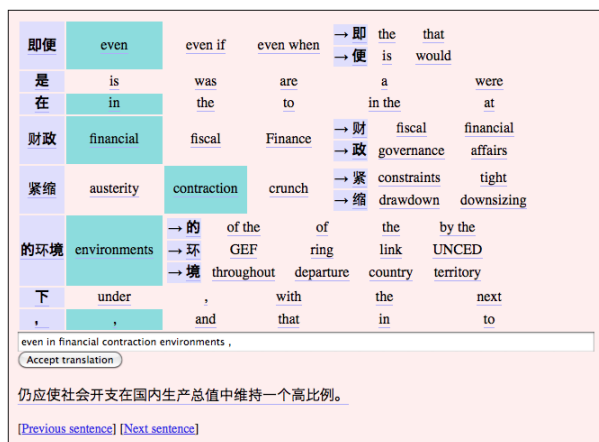 即便 even even if even when → 即 the that
→ 便 is would
是 is was are a were
在 in the to in the at
财政 financial fiscal Finance → 财 fiscal financial
→ 政 governance affairs
紧缩 austerity contraction crunch → 紧 constraints tight
→ 缩 drawdown downsizing
的环境 environments → 的 of the of the by the
→ 环 GEF ring link UNCED
→ 境 throughout departure country territory
下 under , with the next
， , and that in to
even in financial contraction environments ,
Accept translation
仍应使社会开支在国内生产总值中维持一个高比例。
[Previous sentence] [Next sentence]